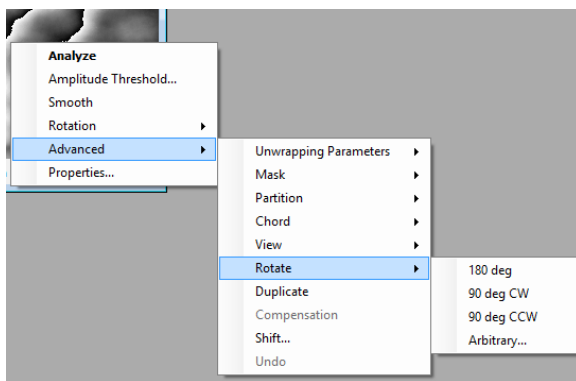 Analyze
Amplitude Threshold...
Smooth
Rotation
Advanced
Properties...
Unwrapping Parameters
Mask
Partition
Chord
View
Rotate
Duplicate
Compensation
Shift...
Undo
180 deg
90 deg CW
90 deg CCW
Arbitrary...